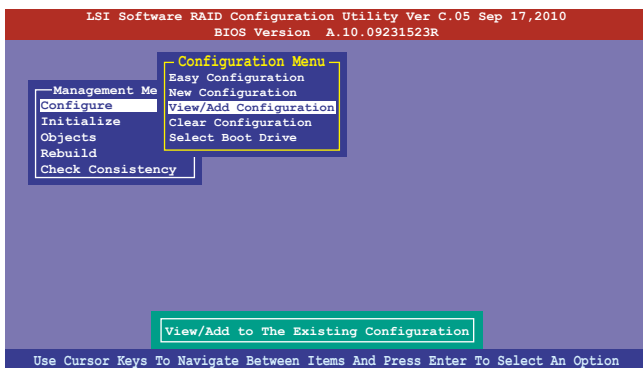 LSI Software RAID Configuration Utility Ver C.05 Sep 17,2010
BIOS Version A.10.09231523R
Configuration Menu
Easy Configuration
New Configuration
View/Add Configuration
Clear Configuration
Select Boot Drive
Management Me
Configure
Initialize
Objects
Rebuild
Check Consistency
View/Add to The Existing Configuration
Use Cursor Keys To Navigate Between Items And Press Enter To Select An Option